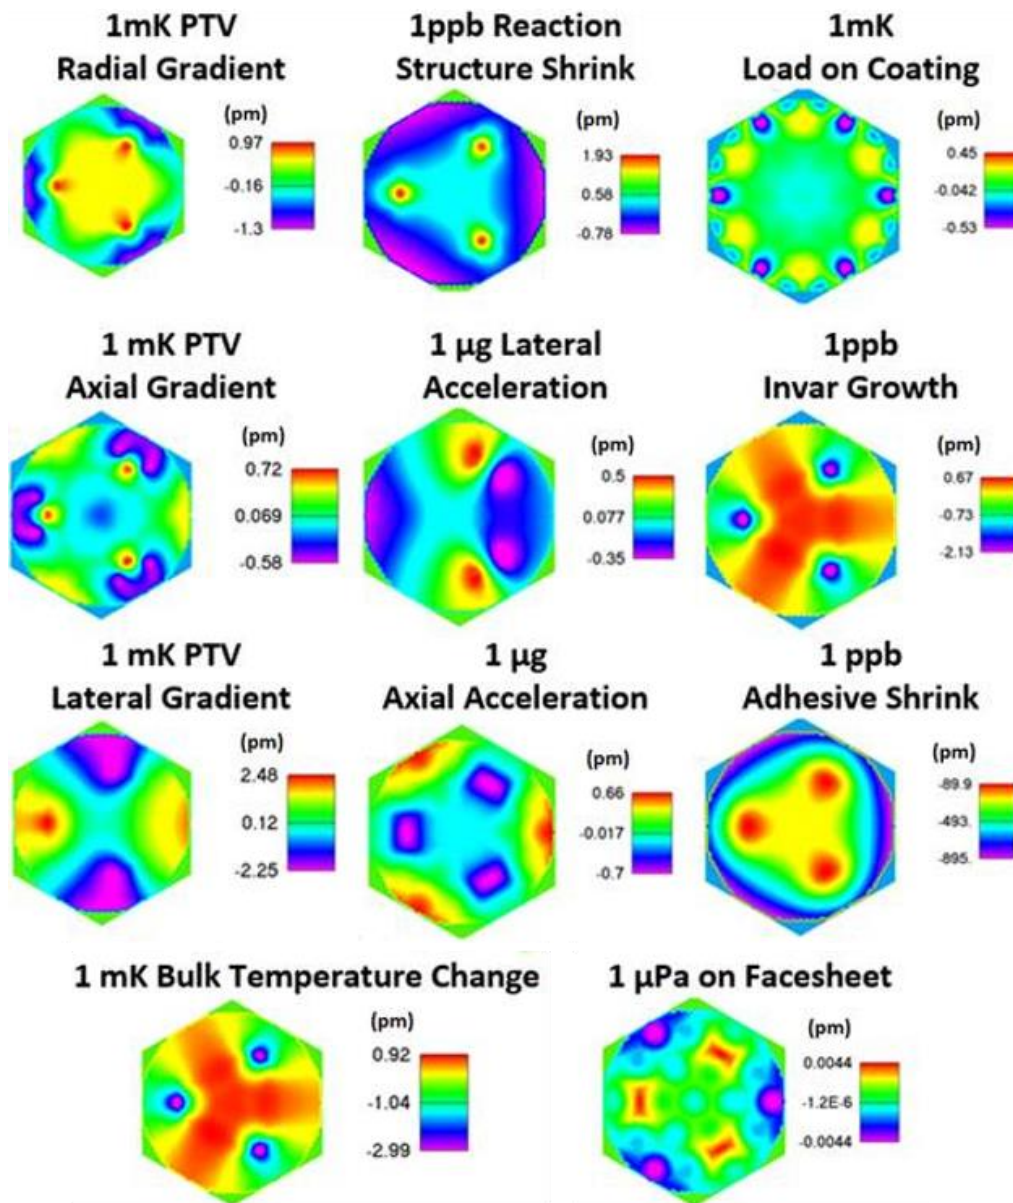 1mK PTV
Radial Gradient
(pm)
0.97
-0.16
-1.3
1ppb Reaction
Structure Shrink
(pm)
1.93
0.58
-0.78
1mK
Load on Coating
(pm)
0.45
-0.042
-0.53
1 mK PTV
Axial Gradient
(pm)
0.72
0.069
-0.58
1 µg Lateral
Acceleration
(pm)
0.5
0.077
-0.35
1ppb
Invar Growth
(pm)
0.67
-0.73
-2.13
1 mK PTV
Lateral Gradient
(pm)
2.48
0.12
-2.25
1 µg
Axial Acceleration
(pm)
0.66
-0.017
-0.7
1 ppb
Adhesive Shrink
(pm)
-89.9
-493.
-895.
1 mK Bulk Temperature Change
(pm)
0.92
-1.04
-2.99
1 µPa on Facesheet
(pm)
0.0044
-1.2E-6
-0.0044